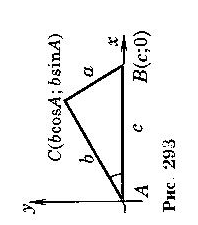 y
C(bcosA; bsinA)
b
a
x
A
c
B(c;0)
Рис. 293